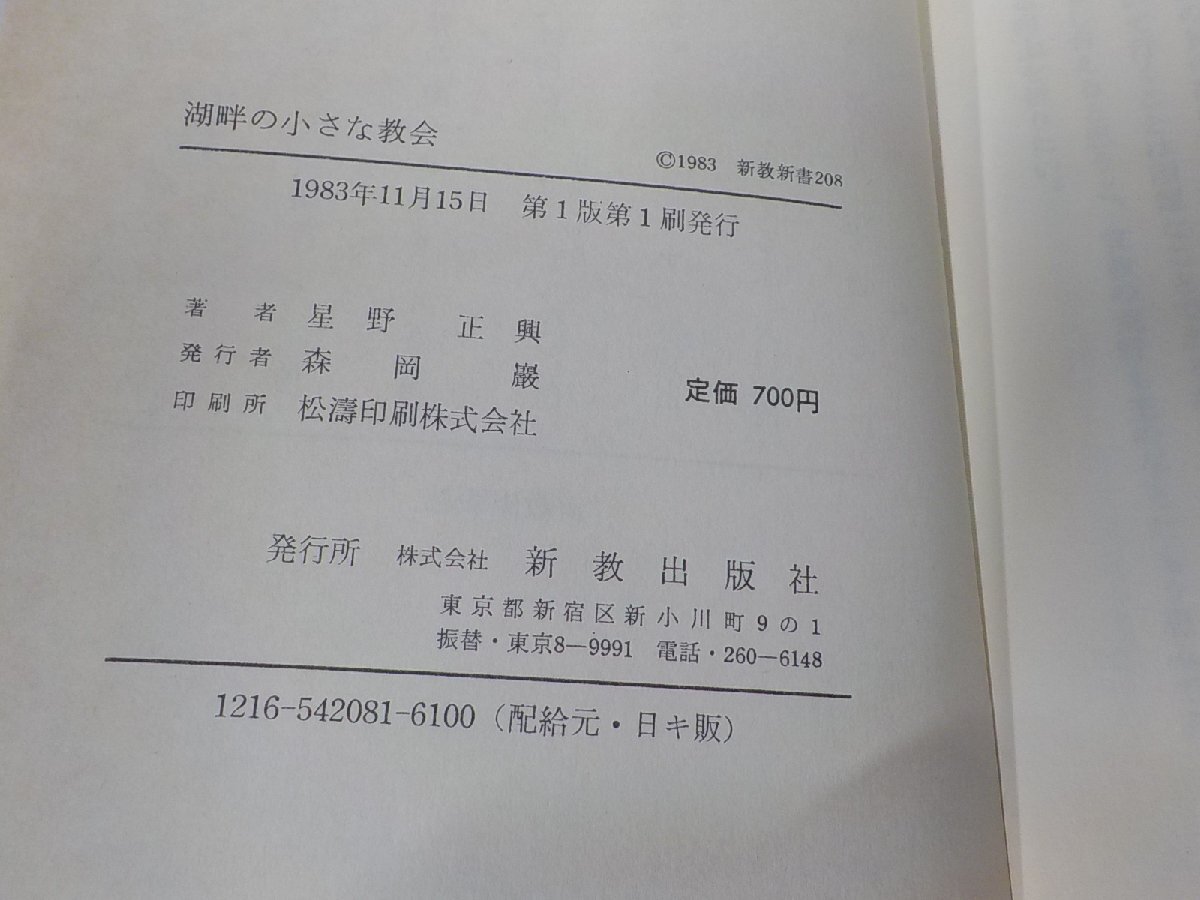 湖畔の小さな教会
©1983 新教新書208
1983年11月15日 第1版第1刷発行
著者 星野正興
発行者 森岡巖
印刷所 松濤印刷株式会社
定価 700円
発行所 株式会社 新教出版社
東京都新宿区新小川町9の1
振替・東京8―9991 電話・260―6148
1216-542081-6100(配給元・日キ販)